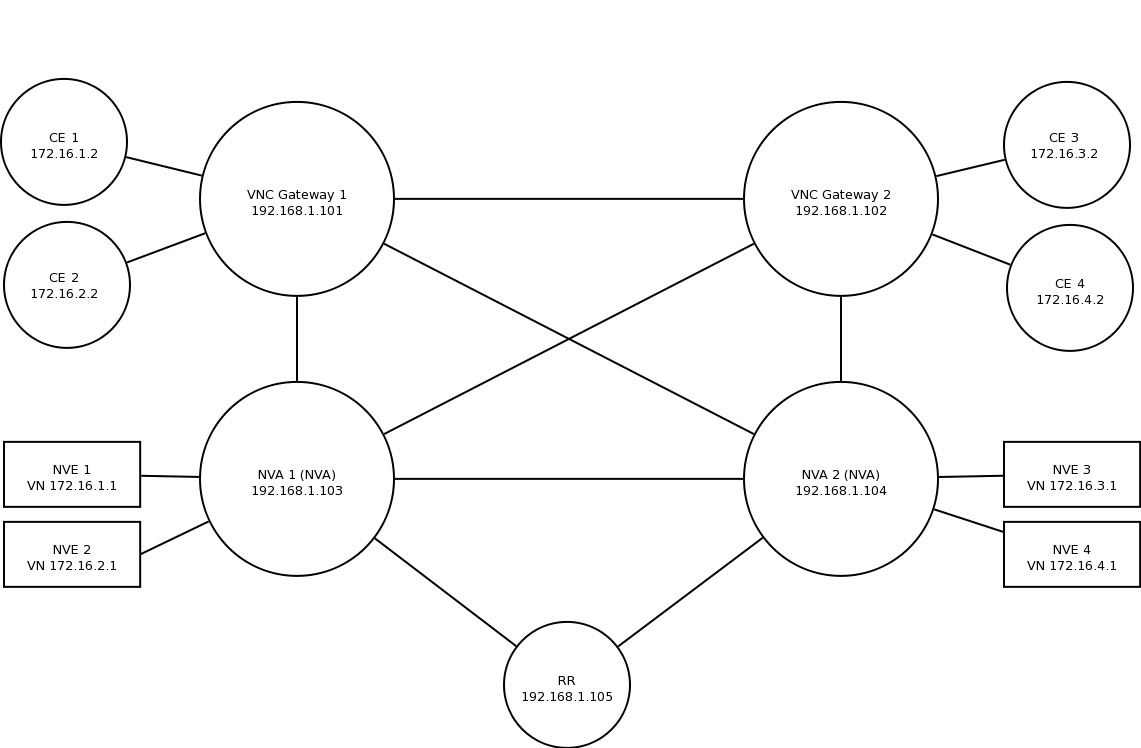 CE 1
172.16.1.2
VNC Gateway 1
192.168.1.101
VNC Gateway 2
192.168.1.102
CE 3
172.16.3.2
CE 2
172.16.2.2
CE 4
172.16.4.2
NVE 1
VN 172.16.1.1
NVA 1 (NVA)
192.168.1.103
NVA 2 (NVA)
192.168.1.104
NVE 3
VN 172.16.3.1
NVE 2
VN 172.16.2.1
NVE 4
VN 172.16.4.1
RR
192.168.1.105